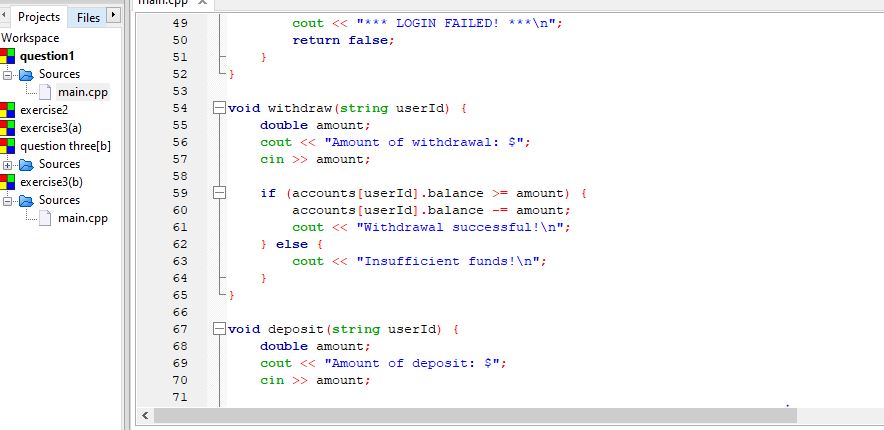 Projects Files
Workspace
question1
Sources
main.cpp
exercise2
exercise3(a)
question three[b]
Sources
exercise3(b)
Sources
main.cpp
main.cpp
49 cout << "*** LOGIN FAILED! ***\n";
50 return false;
51 }
52 }
53
54 void withdraw(string userId) {
55 double amount;
56 cout << "Amount of withdrawal: $";
57 cin >> amount;
58
59 if (accounts[userId].balance >= amount) {
60 accounts[userId].balance -= amount;
61 cout << "Withdrawal successful!\n";
62 } else {
63 cout << "Insufficient funds!\n";
64 }
65 }
66
67 void deposit(string userId) {
68 double amount;
69 cout << "Amount of deposit: $";
70 cin >> amount;
71